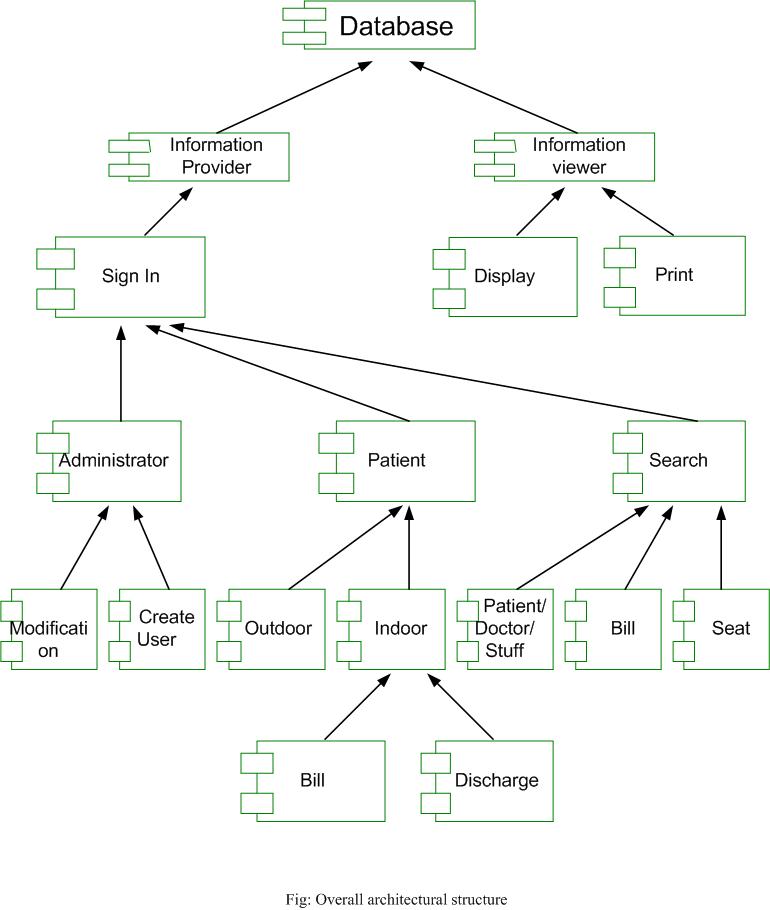 Database
Information
Provider
Information
viewer
Sign In
Display
Print
Administrator
Patient
Search
Modificati
on
Create
User
Outdoor
Indoor
Patient/
Doctor/
Stuff
Bill
Seat
Bill
Discharge
Fig: Overall architectural structure